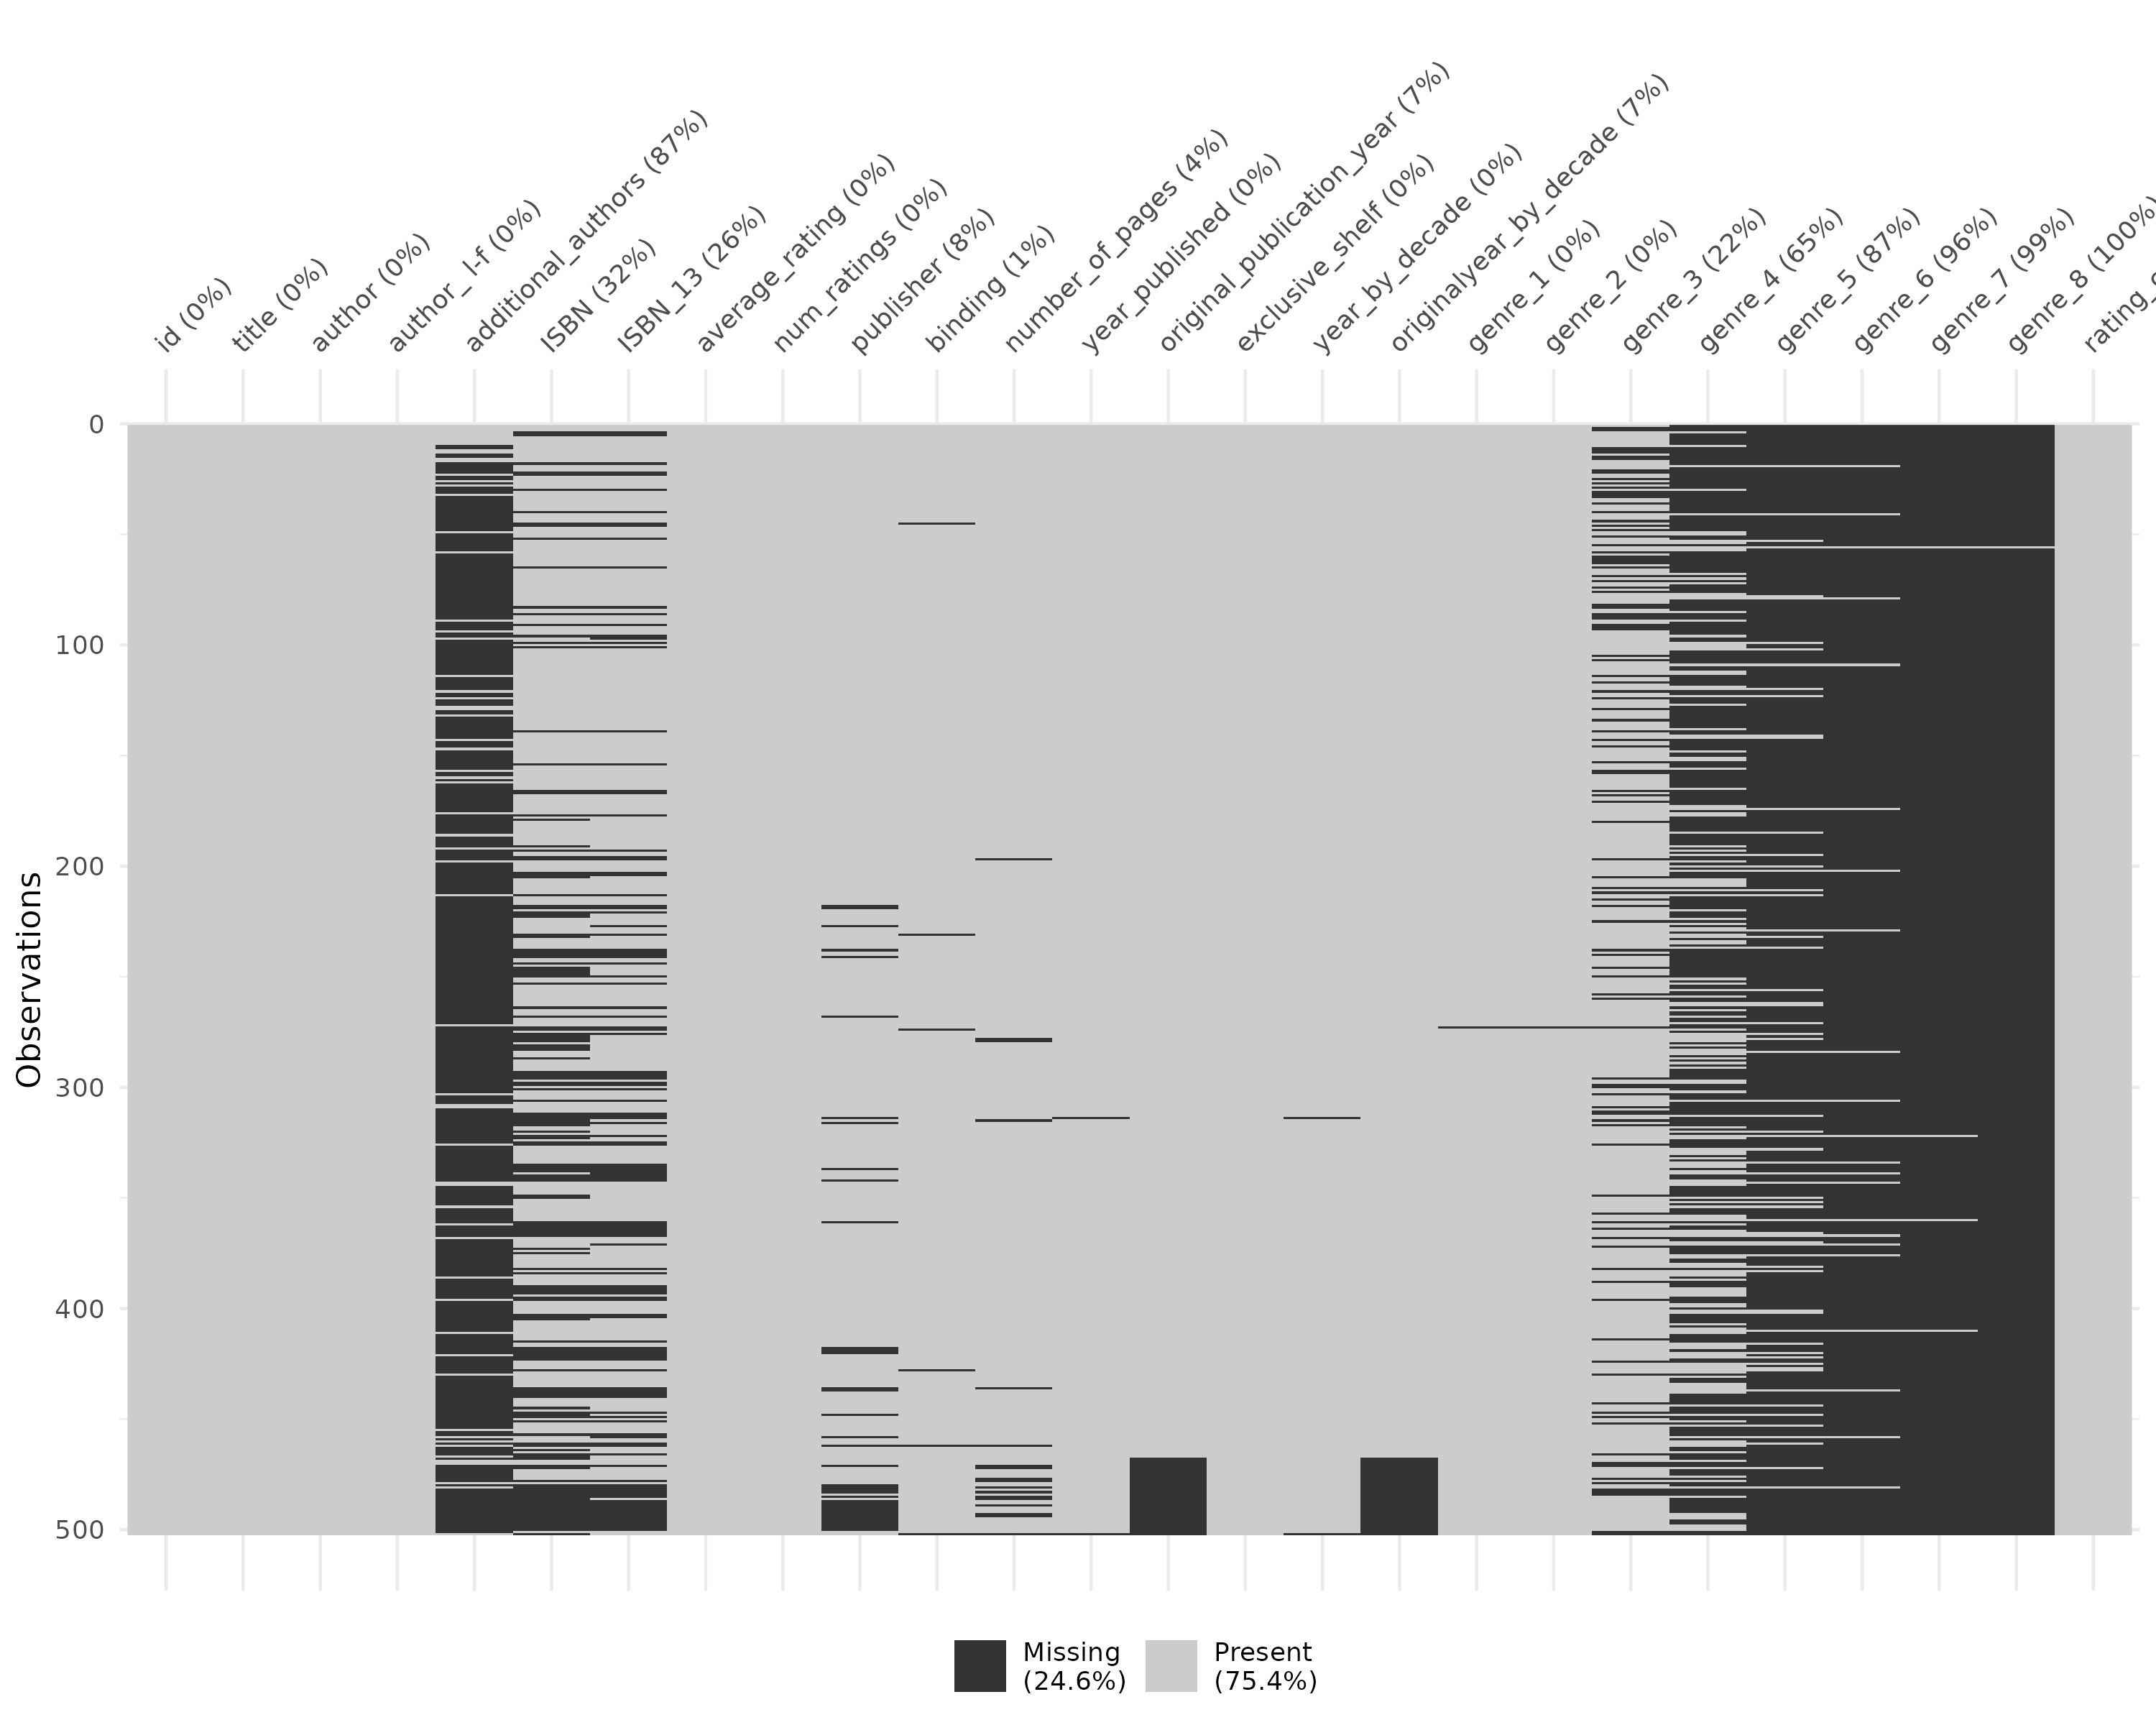 id (0%)
title (0%)
author (0%)
author_l-f (0%)
additional_authors (87%)
ISBN (32%)
ISBN_13 (26%)
average_rating (0%)
num_ratings (0%)
publisher (8%)
binding (1%)
number_of_pages (4%)
year_published (0%)
original_publication_year (7%)
exclusive_shelf (0%)
year_by_decade (0%)
originalyear_by_decade (7%)
genre_1 (0%)
genre_2 (0%)
genre_3 (22%)
genre_4 (65%)
genre_5 (87%)
genre_6 (96%)
genre_7 (99%)
genre_8 (100%
rating_
0
100
200
300
400
500
Observations
Missing
(24.6%)
Present
(75.4%)